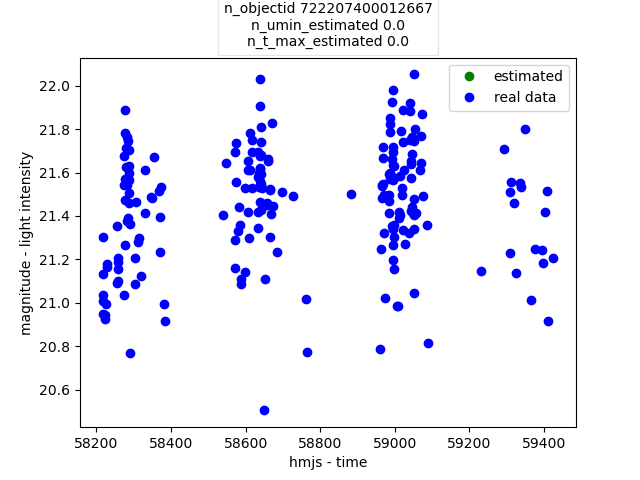 n_objectid 722207400012667
n_umin_estimated 0.0
n_t_max_estimated 0.0
estimated
real data
magnitude - light intensity
22.0
21.8
21.6
21.4
21.2
21.0
20.8
20.6
58200 58400 58600 58800 59000 59200 59400
hmjs - time